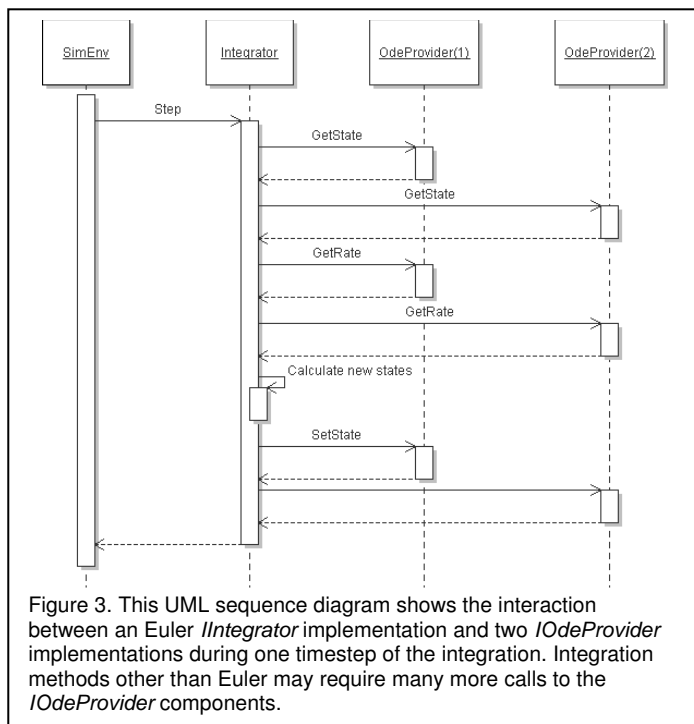 SimEnv
Integrator
OdeProvider(1)
OdeProvider(2)
Step
GetState
GetState
GetRate
GetRate
Calculate new states
SetState
Figure 3. This UML sequence diagram shows the interaction
between an Euler IIntegrator implementation and two IOdeProvider
implementations during one timestep of the integration. Integration
methods other than Euler may require many more calls to the
IOdeProvider components.